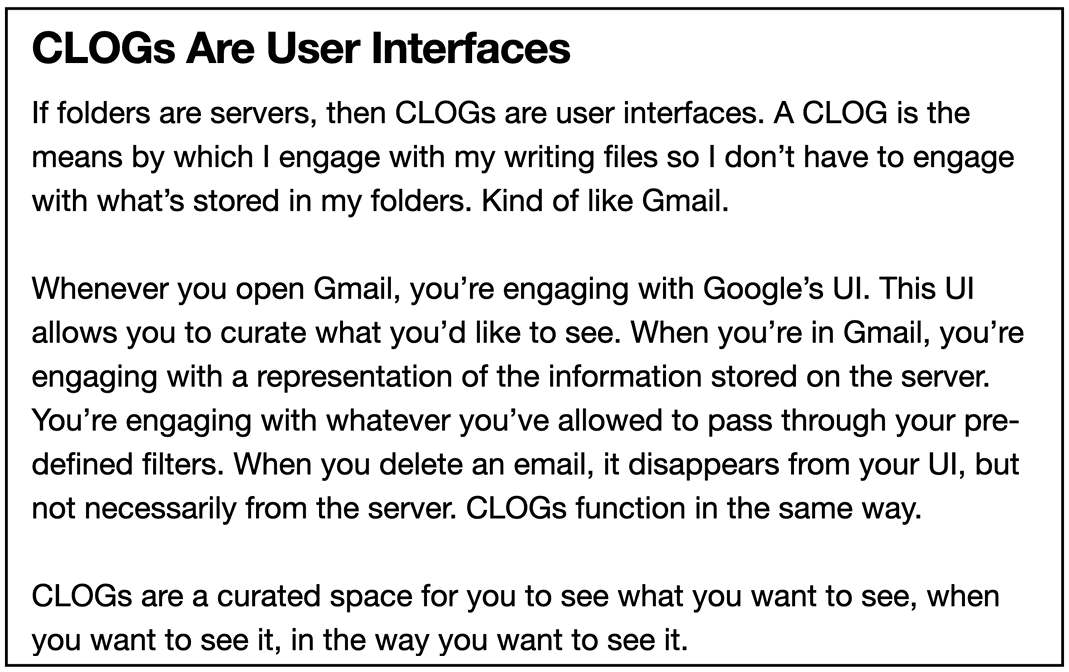 CLOGs Are User Interfaces
If folders are servers, then CLOGs are user interfaces. A CLOG is the
means by which I engage with my writing files so I don’t have to engage
with what’s stored in my folders. Kind of like Gmail.
Whenever you open Gmail, you’re engaging with Google’s UI. This UI
allows you to curate what you’d like to see. When you’re in Gmail, you’re
engaging with a representation of the information stored on the server.
You’re engaging with whatever you’ve allowed to pass through your pre-
defined filters. When you delete an email, it disappears from your UI, but
not necessarily from the server. CLOGs function in the same way.
CLOGs are a curated space for you to see what you want to see, when
you want to see it, in the way you want to see it.